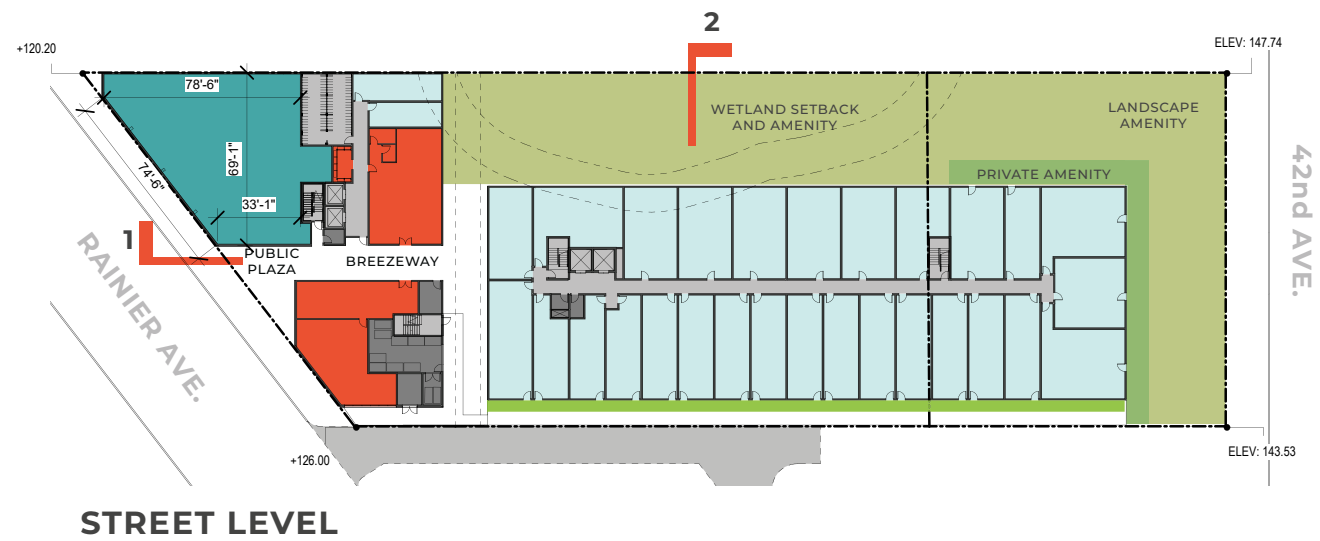 2
+120.20
ELEV: 147.74
78'-6"
WETLAND SETBACK
AND AMENITY
LANDSCAPE
AMENITY
69'-1"
74'-6"
PRIVATE AMENITY
42nd AVE.
33'-1"
1
PUBLIC
PLAZA
BREEZEWAY
RAINIER AVE.
+126.00
ELEV: 143.53
STREET LEVEL